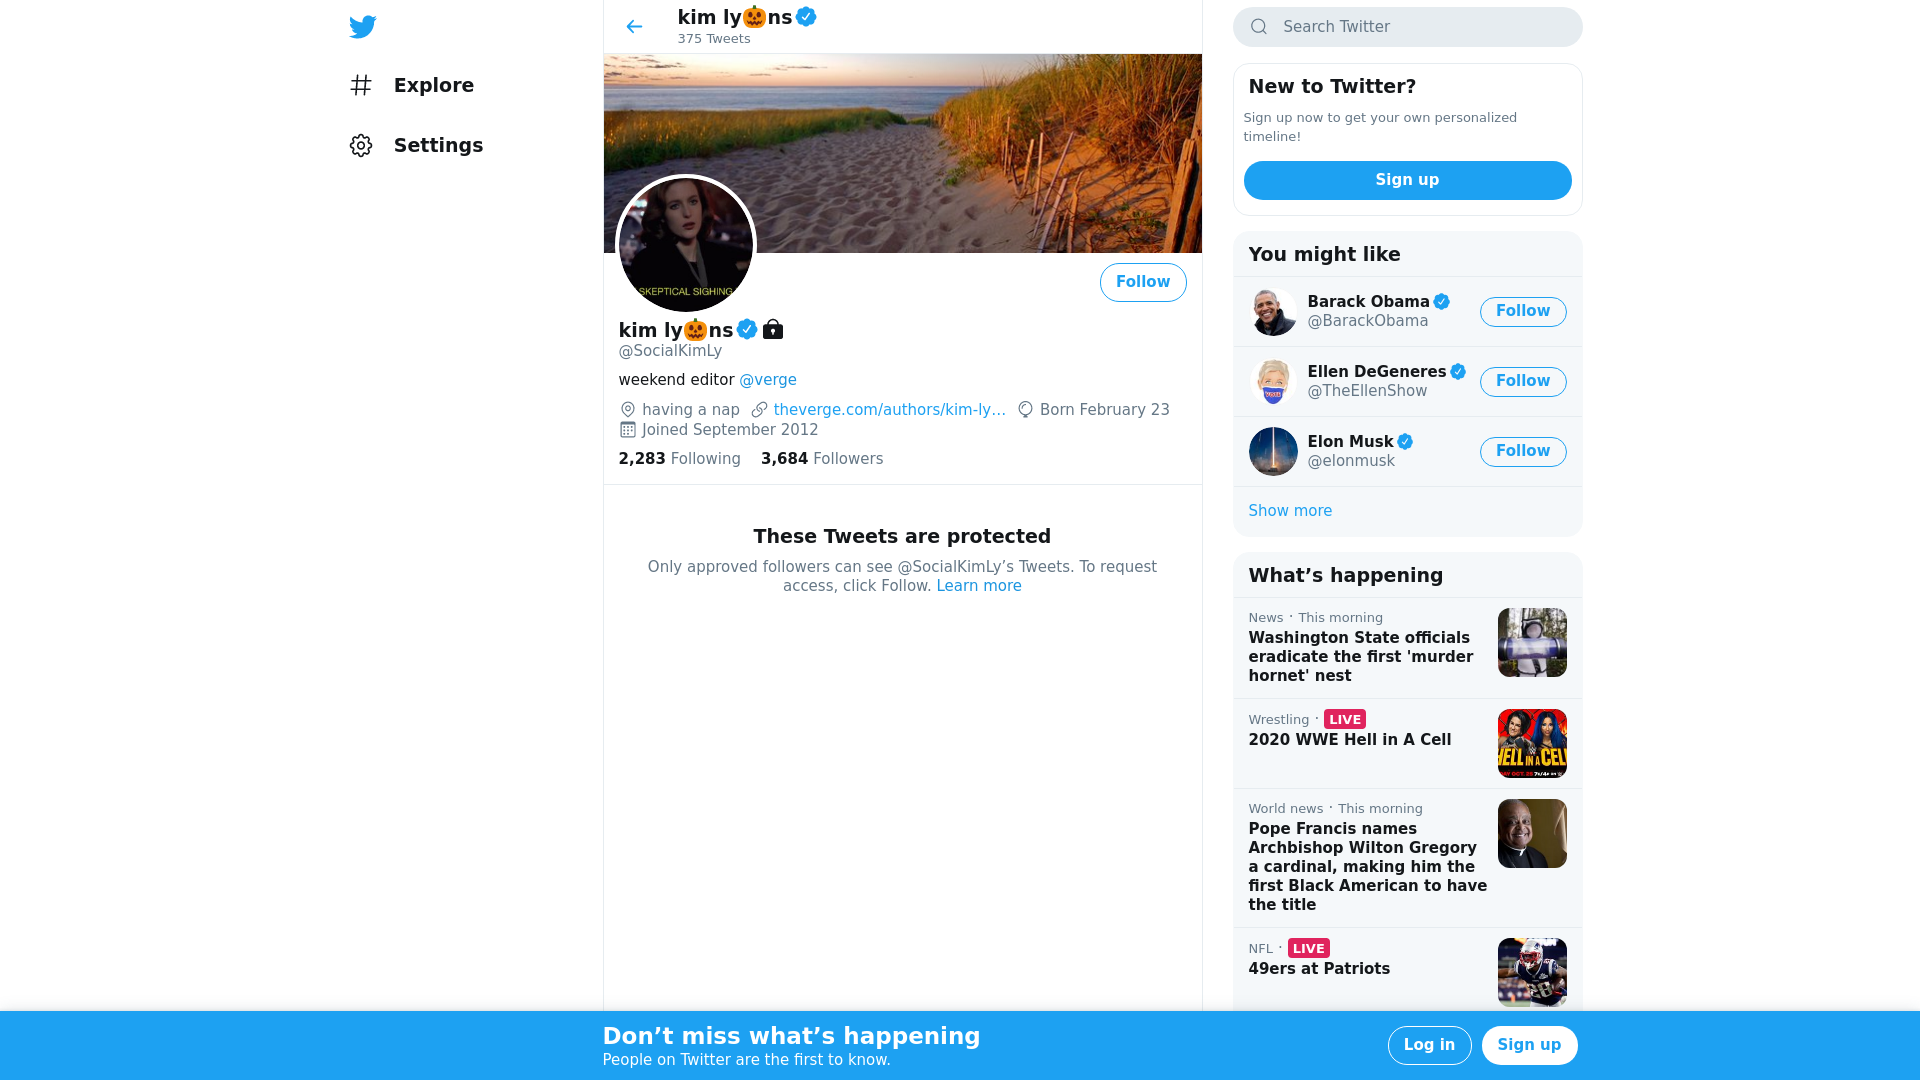 Explore
Settings
kim ly🎃ns
375 Tweets
SKEPTICAL SIGHING
Follow
kim ly🎃ns
@SocialKimLy
weekend editor @verge
having a nap theverge.com/authors/kim-ly… Born February 23
Joined September 2012
2,283 Following 3,684 Followers
These Tweets are protected
Only approved followers can see @SocialKimLy’s Tweets. To request
access, click Follow. Learn more
Search Twitter
New to Twitter?
Sign up now to get your own personalized
timeline!
Sign up
You might like
Barack Obama
@BarackObama
Follow
Ellen DeGeneres
@TheEllenShow
VOTE
Follow
Elon Musk
@elonmusk
Follow
Show more
What’s happening
News · This morning
Washington State officials
eradicate the first 'murder
hornet' nest
Wrestling · LIVE
2020 WWE Hell in A Cell
HELL IN A CELL
World news · This morning
Pope Francis names
Archbishop Wilton Gregory
a cardinal, making him the
first Black American to have
the title
NFL · LIVE
49ers at Patriots
28
Don’t miss what’s happening
People on Twitter are the first to know.
Log in
Sign up